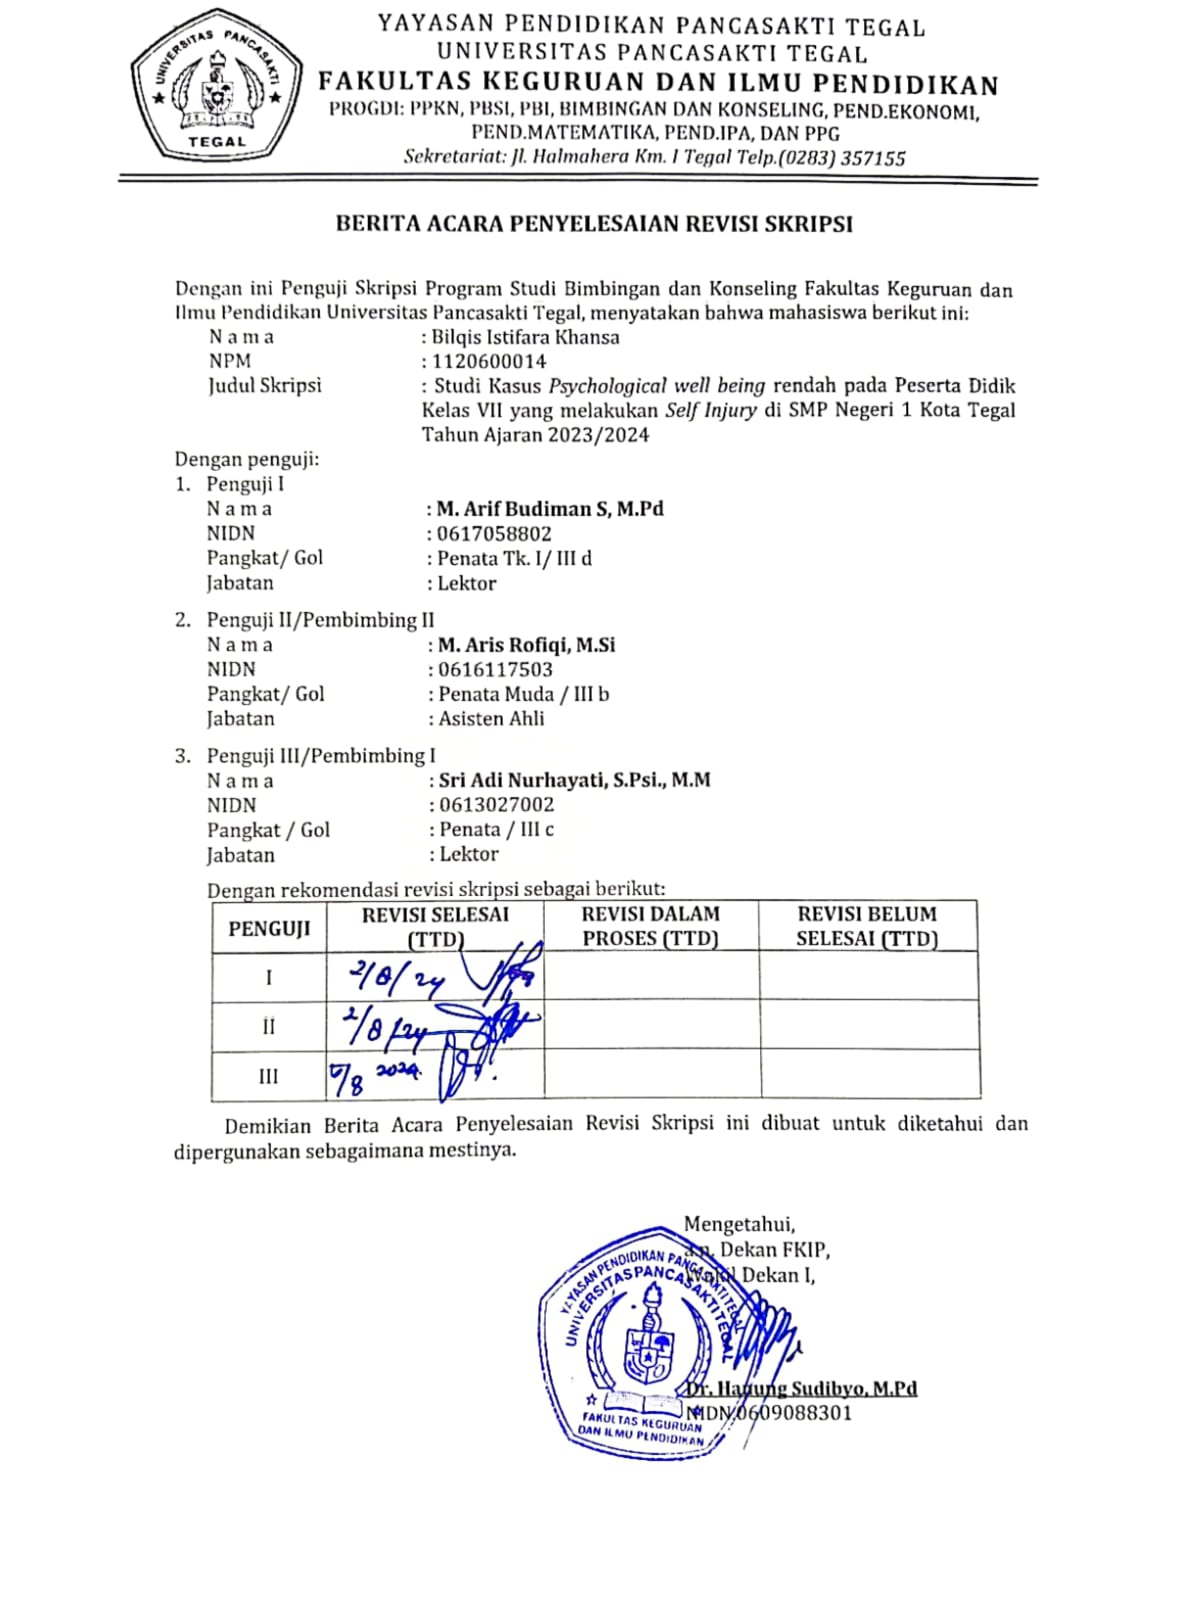 UNIVERSITAS PANCASAKTI
TEGAL
YAYASAN PENDIDIKAN PANCASAKTI TEGAL
UNIVERSITAS PANCASAKTI TEGAL
FAKULTAS KEGURUAN DAN ILMU PENDIDIKAN
PROGDI: PPKN, PBSI, PBI, BIMBINGAN DAN KONSELING, PEND.EKONOMI,
PEND.MATEMATIKA, PEND.IPA, DAN PPG
Sekretariat: Jl. Halmahera Km. I Tegal Telp.(0283) 357155
BERITA ACARA PENYELESAIAN REVISI SKRIPSI
Dengan ini Penguji Skripsi Program Studi Bimbingan dan Konseling Fakultas Keguruan dan
Ilmu Pendidikan Universitas Pancasakti Tegal, menyatakan bahwa mahasiswa berikut ini:
N a m a : Bilqis Istifara Khansa
NPM : 1120600014
Judul Skripsi : Studi Kasus Psychological well being rendah pada Peserta Didik
Kelas VII yang melakukan Self Injury di SMP Negeri 1 Kota Tegal
Tahun Ajaran 2023/2024
Dengan penguji:
1. Penguji I
N a m a : M. Arif Budiman S, M.Pd
NIDN : 0617058802
Pangkat/ Gol : Penata Tk. I/ III d
Jabatan : Lektor
2. Penguji II/Pembimbing II
N a m a : M. Aris Rofiqi, M.Si
NIDN : 0616117503
Pangkat/ Gol : Penata Muda / III b
Jabatan : Asisten Ahli
3. Penguji III/Pembimbing I
N a m a : Sri Adi Nurhayati, S.Psi., M.M
NIDN : 0613027002
Pangkat / Gol : Penata / III c
Jabatan : Lektor
Dengan rekomendasi revisi skripsi sebagai berikut:
PENGUJI REVISI SELESAI (TTD) REVISI DALAM PROSES (TTD) REVISI BELUM SELESAI (TTD)
I 2/8/24
II 2/8/24
III 5/8 2024.
Demikian Berita Acara Penyelesaian Revisi Skripsi ini dibuat untuk diketahui dan
dipergunakan sebagaimana mestinya.
Mengetahui,
a.n. Dekan FKIP,
Wakil Dekan I,
YAYASAN PENDIDIKAN PANCASAKTI TEGAL
UNIVERSITAS PANCASAKTI TEGAL
Dr. Hanung Sudibyo, M.Pd
NIDN 0609088301
FAKULTAS KEGURUAN
DAN ILMU PENDIDIKAN